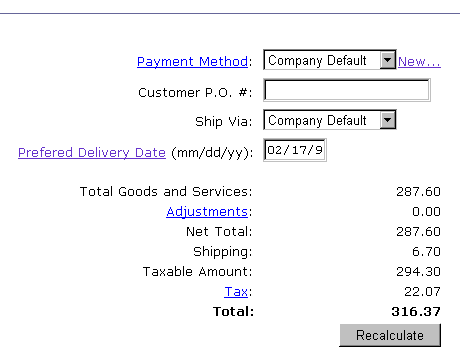 Payment Method: Company Default New...
Customer P.O. #:
Ship Via: Company Default
Prefered Delivery Date (mm/dd/yy): 02/17/9
Total Goods and Services: 287.60
Adjustments: 0.00
Net Total: 287.60
Shipping: 6.70
Taxable Amount: 294.30
Tax: 22.07
Total: 316.37
Recalculate